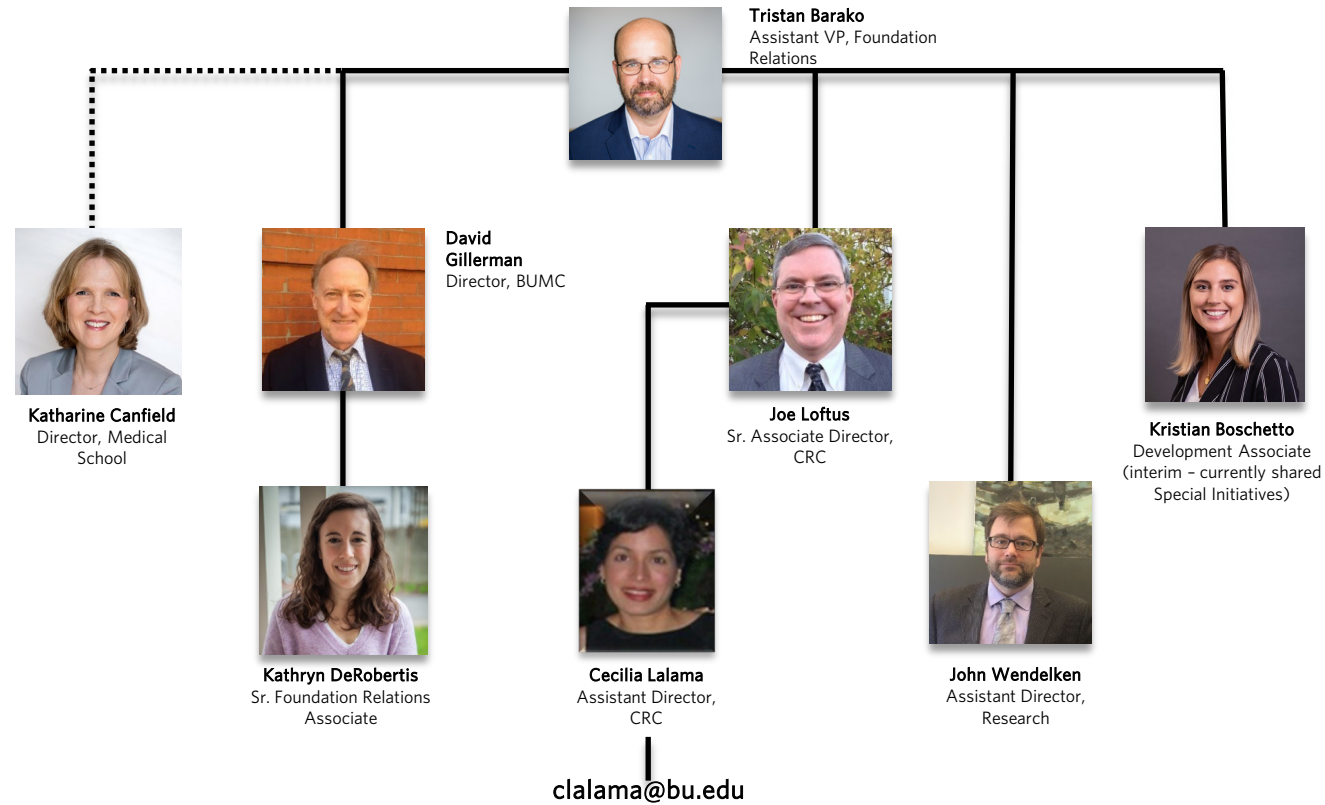 Tristan Barako
Assistant VP, Foundation
Relations
David
Gillerman
Director, BUMC
Katharine Canfield
Director, Medical
School
Joe Loftus
Sr. Associate Director,
CRC
Kristian Boschetto
Development Associate
(interim – currently shared
Special Initiatives)
Kathryn DeRobertis
Sr. Foundation Relations
Associate
Cecilia Lalama
Assistant Director,
CRC
John Wendelken
Assistant Director,
Research
clalama@bu.edu